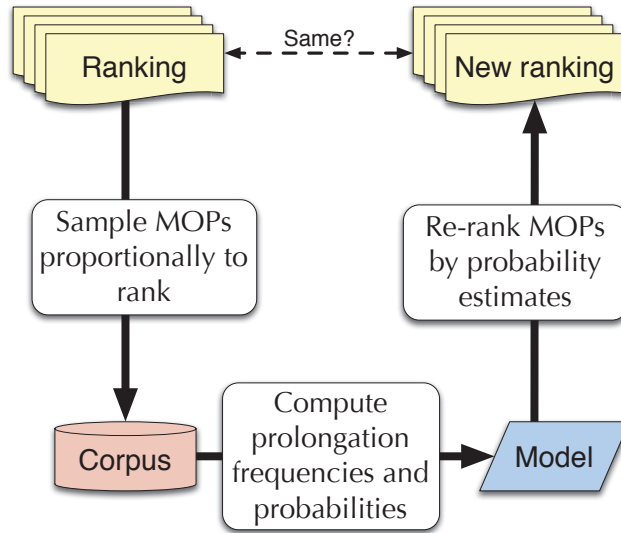 Same?
Ranking
New ranking
Sample MOPs
proportionally to
rank
Re-rank MOPs
by probability
estimates
Corpus
Compute
prolongation
frequencies and
probabilities
Model